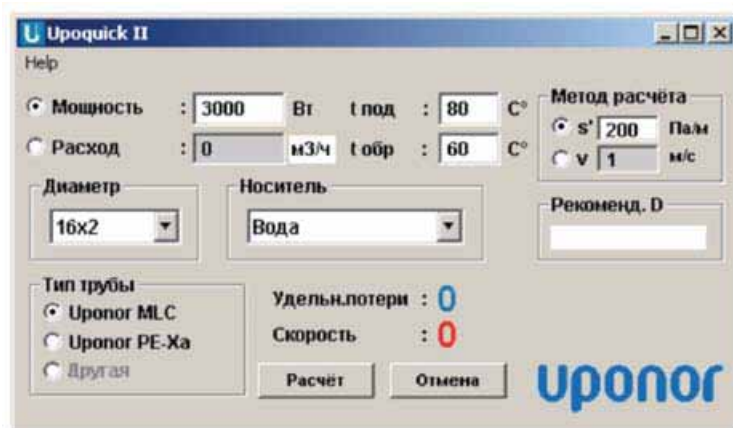 Upoquick II
Help
Мощность : 3000 Вт t под : 80 C°
Расход : 0 м3/ч t обр : 60 C°
Метод расчёта
s' 200 Па/м
v 1 м/с
Диаметр
16x2
Носитель
Вода
Рекоменд. D
Тип трубы
Uponor MLC
Uponor PE-Xa
Другая
Удельн.потери : 0
Скорость : 0
Расчёт
Отмена
uponor